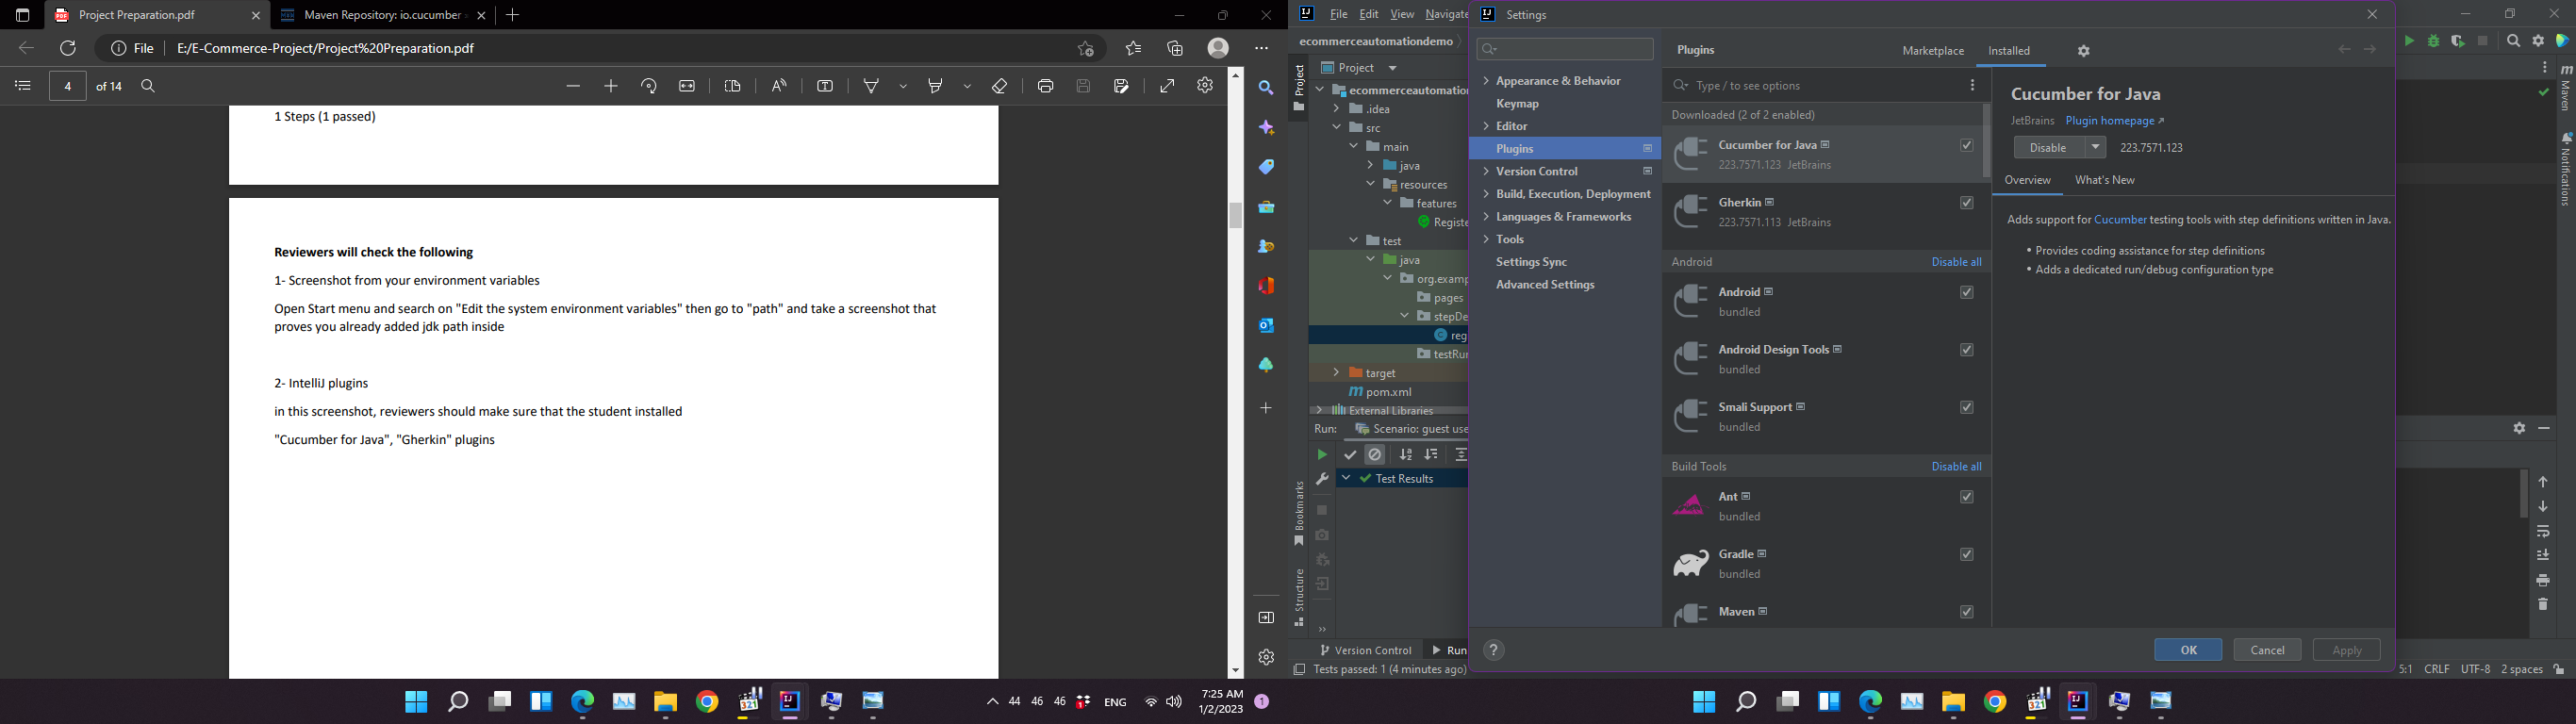 Project Preparation.pdf
Maven Repository: io.cucumber
File
E:/E-Commerce-Project/Project%20Preparation.pdf
4
of 14
1 Steps (1 passed)
Reviewers will check the following
1- Screenshot from your environment variables
Open Start menu and search on "Edit the system environment variables" then go to "path" and take a screenshot that
proves you already added jdk path inside
2- IntelliJ plugins
in this screenshot, reviewers should make sure that the student installed
"Cucumber for Java", "Gherkin" plugins
44 46 46
ENG
7:25 AM
1/2/2023
1
File Edit View Navigate
ecommerceautomationdemo
Project
Project
ecommerceautomation
.idea
src
main
java
resources
features
Registe
test
java
org.examp
pages
stepDe
reg
testRun
target
pom.xml
External Libraries
Run:
Scenario: guest use
Test Results
Bookmarks
Structure
Version Control
Run
Tests passed: 1 (4 minutes ago)
Settings
Appearance & Behavior
Keymap
Editor
Plugins
Version Control
Build, Execution, Deployment
Languages & Frameworks
Tools
Settings Sync
Advanced Settings
Plugins
Marketplace
Installed
Type / to see options
Downloaded (2 of 2 enabled)
Cucumber for Java
223.7571.123 JetBrains
Gherkin
223.7571.113 JetBrains
Android
Disable all
Android
bundled
Android Design Tools
bundled
Smali Support
bundled
Build Tools
Disable all
Ant
bundled
Gradle
bundled
Maven
Cucumber for Java
JetBrains Plugin homepage ↗
Disable
223.7571.123
Overview
What's New
Adds support for Cucumber testing tools with step definitions written in Java.
• Provides coding assistance for step definitions
• Adds a dedicated run/debug configuration type
?
OK
Cancel
Apply
Maven
Notifications
5:1 CRLF UTF-8 2 spaces